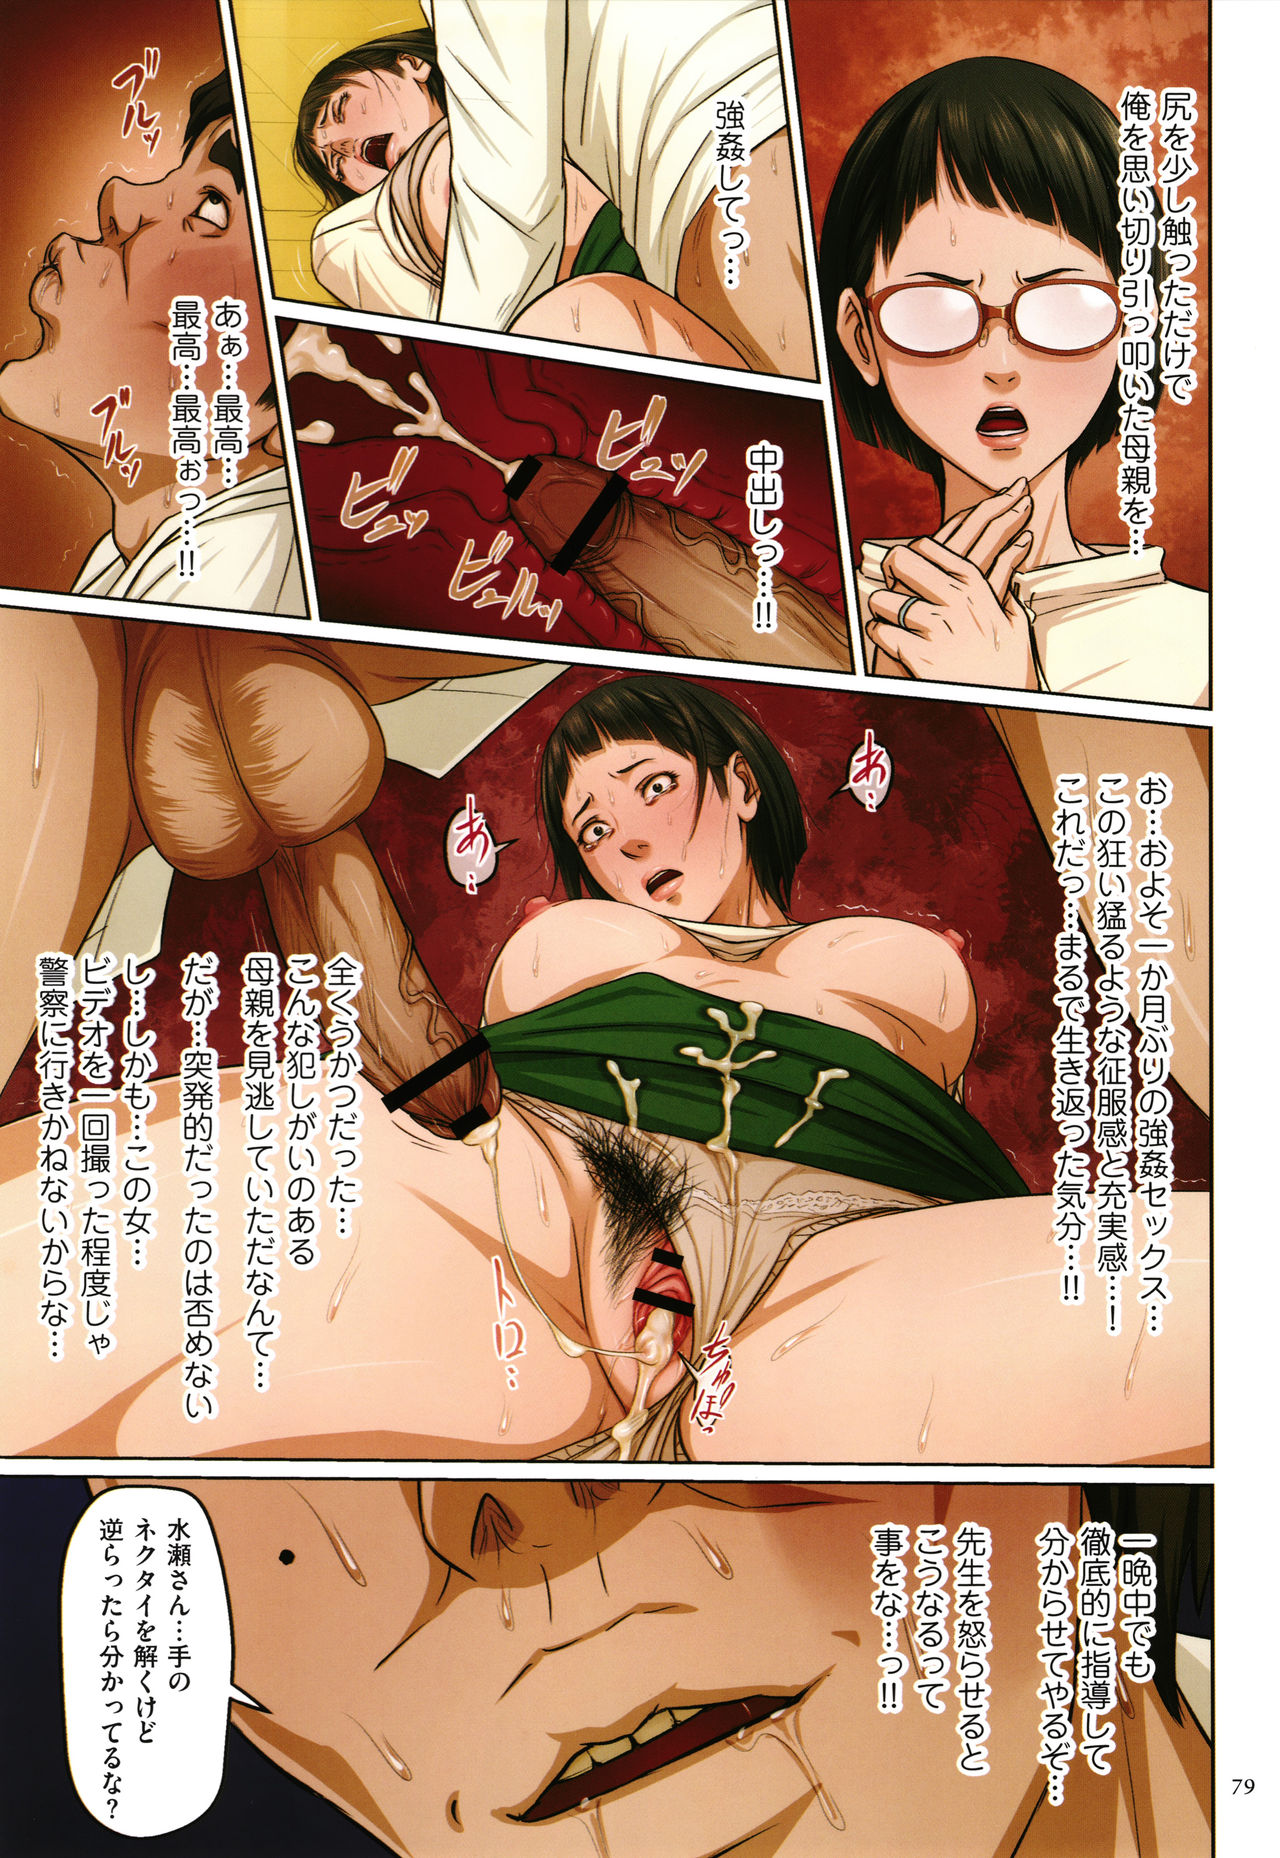 尻を少し触っただけで
俺を思い切り引っ叩いた母親を…
強姦してっ…
中出しっ…!!
ビュッ
ビュッ
ビュルルッ
ブルッ
あぁ…最高…
最高…最高ぉっ…!!
ブルルッ
お…およそ一か月ぶりの強姦セックス…
この狂い猛るような征服感と充実感…!
これだっ…まるで生き返った気分…!!
あ…
あ…
全くうかつだった…
こんな犯しがいのある
母親を見逃していただなんて…
だが…突発的だったのは否めない
し…しかも…この女…
ビデオを一回撮った程度じゃ
警察に行きかねないからな…
トロ…
ちゅぽっ
一晩中でも
徹底的に指導して
分からせてやるぞ…
先生を怒らせると
こうなるって
事をな…っ!!
水瀬さん…手の
ネクタイを解くけど
逆らったら分かってるな?
79